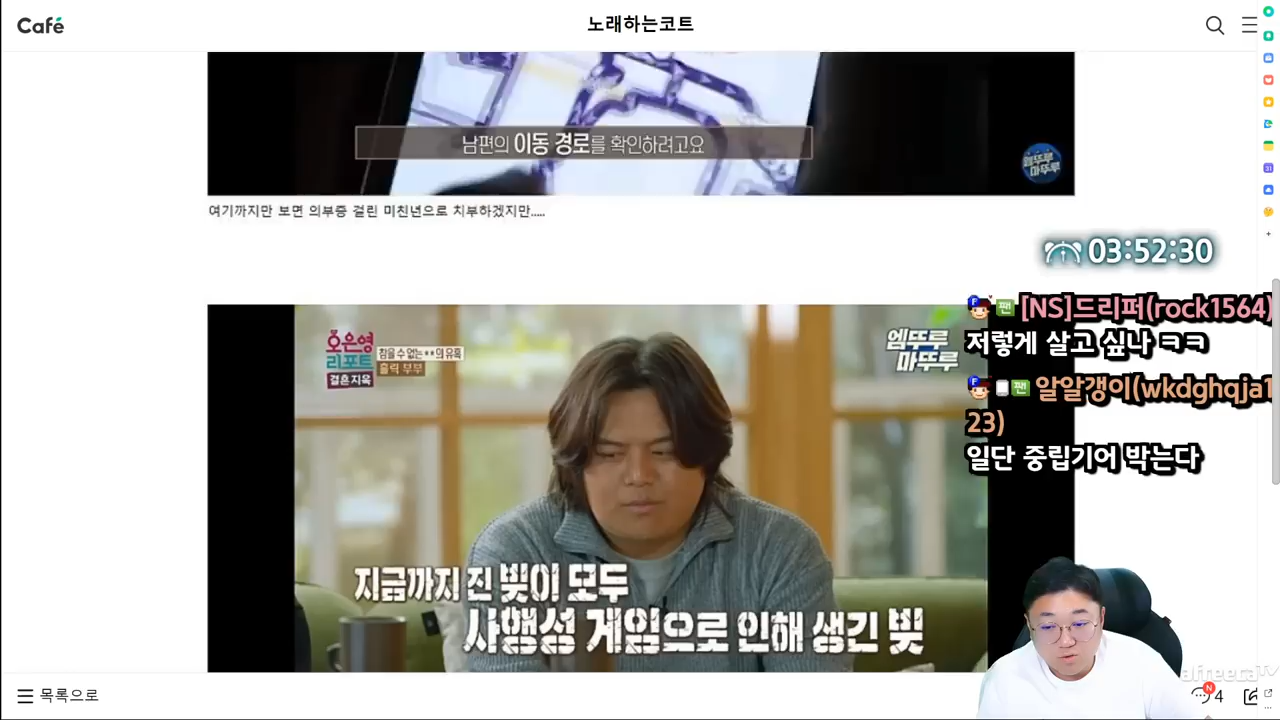 Café
노래하는코트
남편의 이동 경로를 확인하려고요
엠뚜루
마뚜루
여기까지만 보면 의부증 걸린 미친년으로 치부하겠지만.....
03:52:30
[NS]드리퍼(rock1564)
저렇게 살고 싶나 ㅋㅋ
알알갱이(wkdghqja1
23)
일단 중립기어 박는다
오은영
리포트
결혼 지옥
참을 수 없는 **의 유혹
홀릭 부부
엠뚜루
마뚜루
지금까지 진 빚이 모두
사행성 게임으로 인해 생긴 빚
목록으로
afreecaTV
N
4